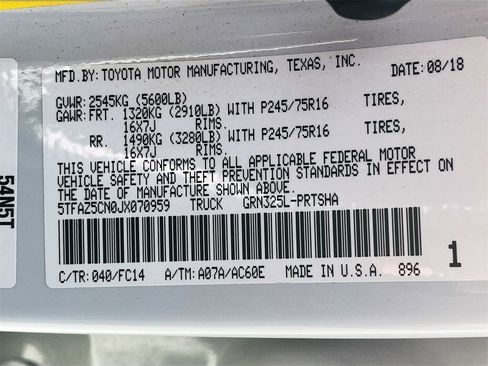 MFD.BY: TOYOTA MOTOR MANUFACTURING, TEXAS, INC. DATE: 08/18
GVWR: 2545KG (5600LB)
GAWR: FRT. 1320KG (2910LB) WITH P245/75R16 TIRES,
16X7J RIMS.
RR. 1490KG (3280LB) WITH P245/75R16 TIRES,
16X7J RIMS.
THIS VEHICLE CONFORMS TO ALL APPLICABLE FEDERAL MOTOR
VEHICLE SAFETY AND THEFT PREVENTION STANDARDS IN EFFECT ON
THE DATE OF MANUFACTURE SHOWN ABOVE.
5TFAZ5CN0JX070959 TRUCK GRN325L-PRTSHA
C/TR: 040/FC14 A/TM: A07A/AC60E MADE IN U.S.A. 896 1
54N5T